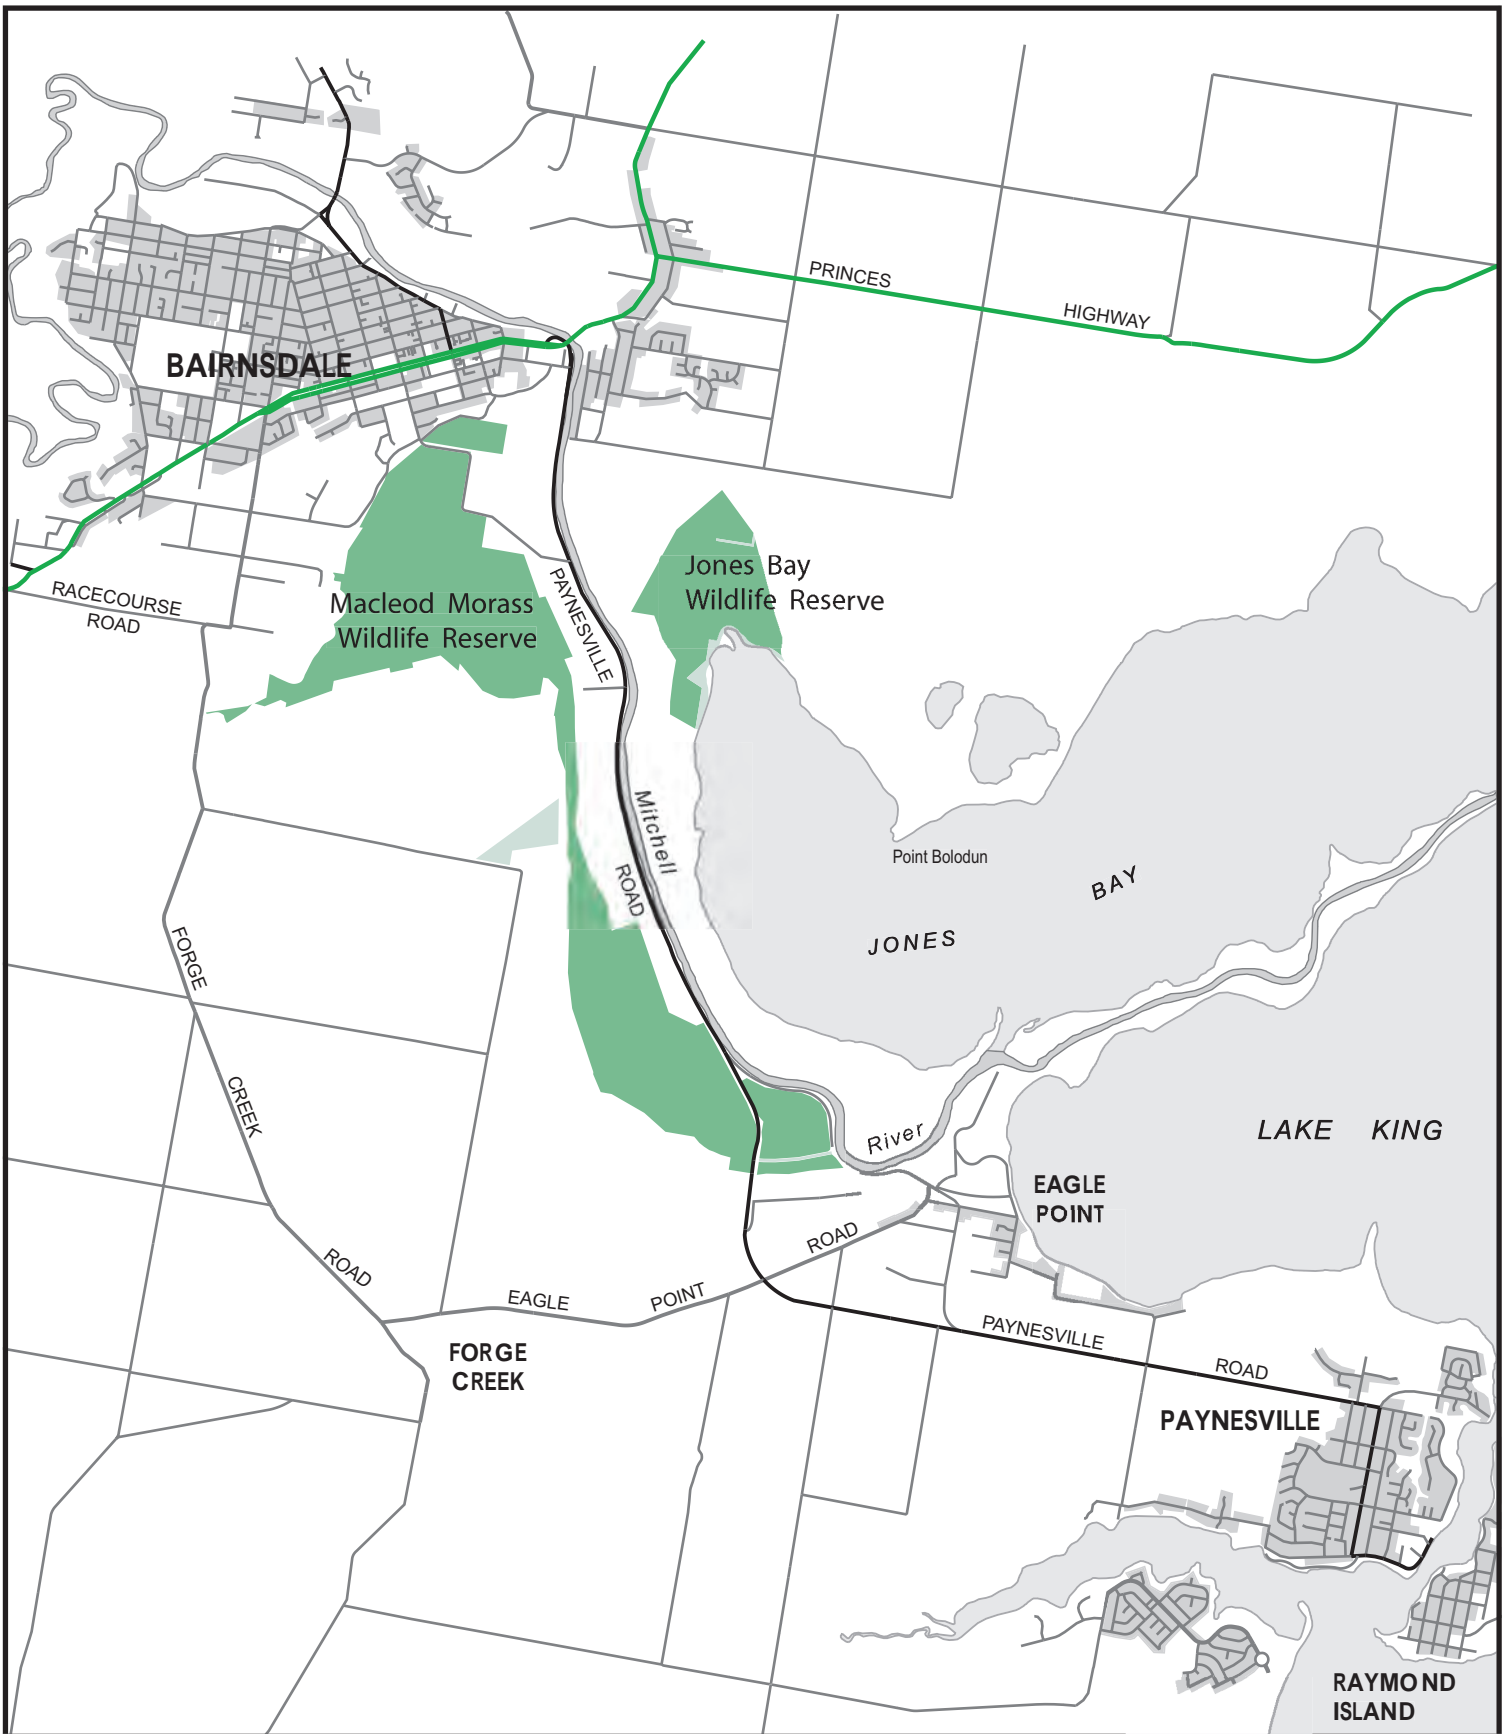 PRINCES
HIGHWAY
BAIRNSDALE
Jones Bay
Wildlife Reserve
RACECOURSE
ROAD
Macleod Morass
Wildlife Reserve
PAYNESVILLE
Mitchell
ROAD
Point Bolodun
BAY
JONES
FORGE
CREEK
ROAD
River
LAKE KING
EAGLE
POINT
ROAD
POINT
EAGLE
PAYNESVILLE
ROAD
FORGE
CREEK
PAYNESVILLE
RAYMOND
ISLAND